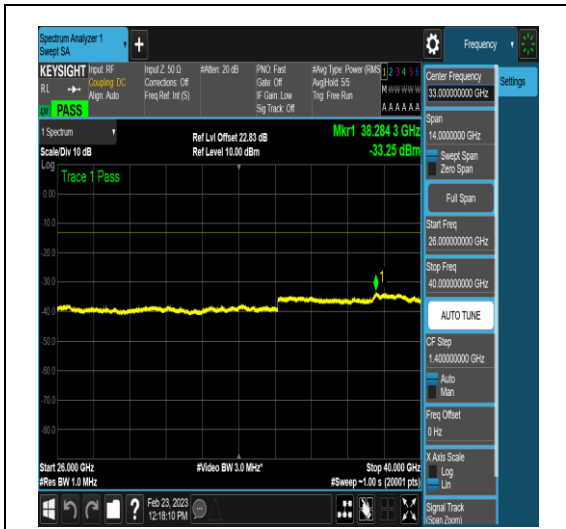 Spectrum Analyzer 1
Swept SA
Frequency
KEYSIGHT
Input: RF
Coupling: DC
Align: Auto
Input Z: 50 Ω
Corrections: Off
Freq Ref: Int (S)
#Atten: 20 dB
PNO: Fast
Gate: Off
IF Gain: Low
Sig Track: Off
#Avg Type: Power (RMS
Avg|Hold: 5/5
Trig: Free Run
1 2 3 4 5 6
M W W W W W
A A A A A A
R L
PASS
Center Frequency
33.000000000 GHz
Settings
Span
14.0000000 GHz
Swept Span
Zero Span
Full Span
Start Freq
26.000000000 GHz
Stop Freq
40.000000000 GHz
AUTO TUNE
CF Step
1.400000000 GHz
Auto
Man
Freq Offset
0 Hz
X Axis Scale
Log
Lin
Signal Track
(Span Zoom)
1 Spectrum
Scale/Div 10 dB
Ref Lvl Offset 22.83 dB
Ref Level 10.00 dBm
Mkr1 38.284 3 GHz
-33.25 dBm
Log
Trace 1 Pass
0.00
-10.0
-20.0
-30.0
-40.0
-50.0
-60.0
-70.0
-80.0
1
Start 26.000 GHz
#Res BW 1.0 MHz
#Video BW 3.0 MHz*
Stop 40.000 GHz
#Sweep ~1.00 s (20001 pts)
?
Feb 23, 2023
12:18:10 PM